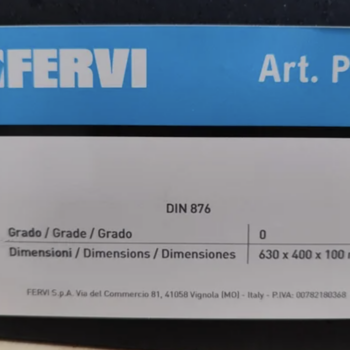 FERVI Art. P
DIN 876
Grado / Grade / Grado 0
Dimensioni / Dimensions / Dimensiones 630 x 400 x 100
FERVI S.p.A. Via del Commercio 81, 41058 Vignola (MO) - Italy - P.IVA: 00782180368